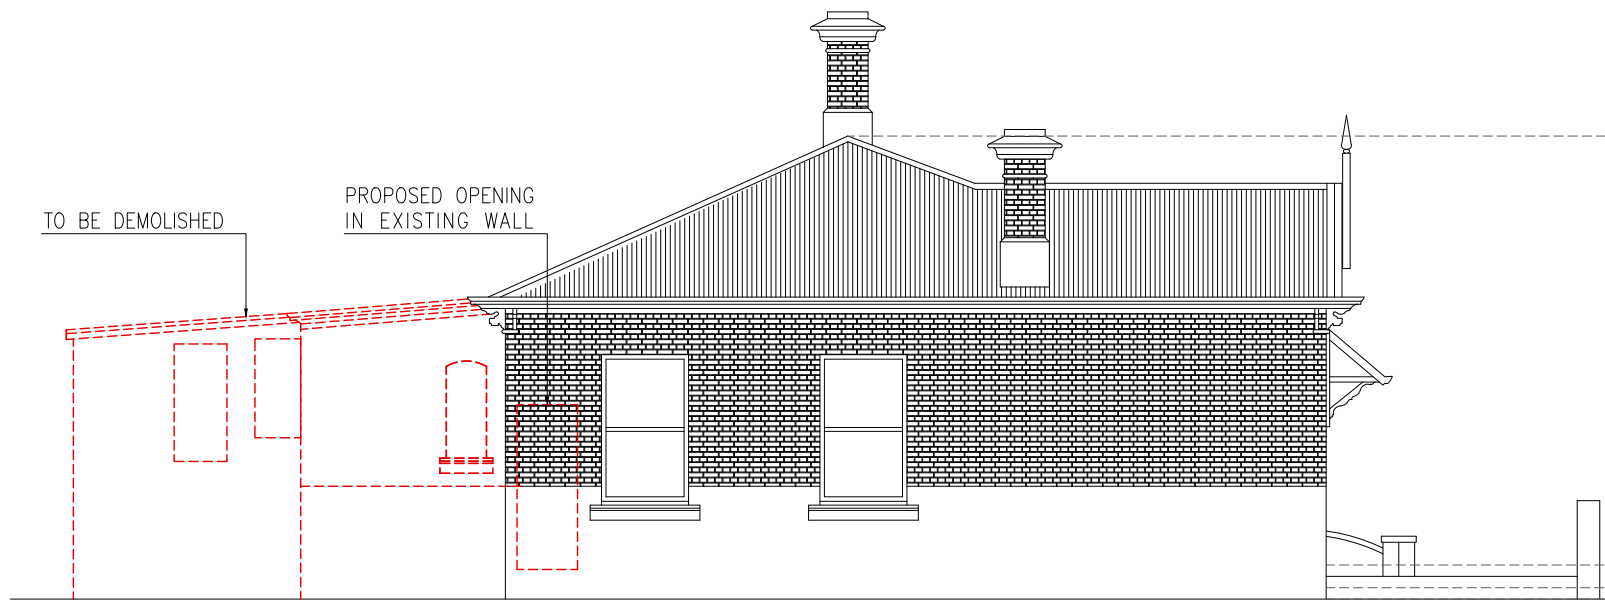 PROPOSED OPENING
IN EXISTING WALL
TO BE DEMOLISHED